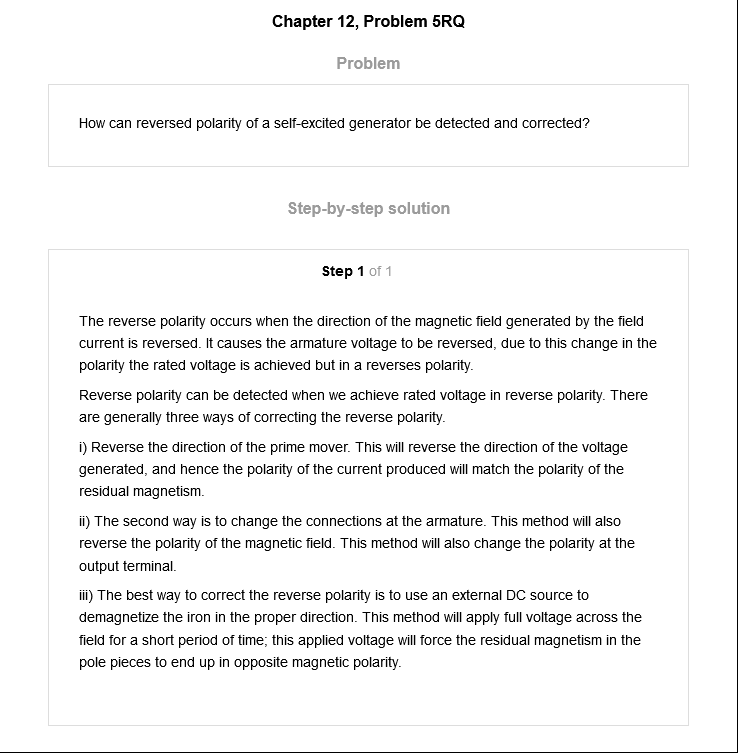 Chapter 12, Problem 5RQ
Problem
How can reversed polarity of a self-excited generator be detected and corrected?
Step-by-step solution
Step 1 of 1
The reverse polarity occurs when the direction of the magnetic field generated by the field
current is reversed. It causes the armature voltage to be reversed, due to this change in the
polarity the rated voltage is achieved but in a reverses polarity.
Reverse polarity can be detected when we achieve rated voltage in reverse polarity. There
are generally three ways of correcting the reverse polarity.
i) Reverse the direction of the prime mover. This will reverse the direction of the voltage
generated, and hence the polarity of the current produced will match the polarity of the
residual magnetism.
ii) The second way is to change the connections at the armature. This method will also
reverse the polarity of the magnetic field. This method will also change the polarity at the
output terminal.
iii) The best way to correct the reverse polarity is to use an external DC source to
demagnetize the iron in the proper direction. This method will apply full voltage across the
field for a short period of time; this applied voltage will force the residual magnetism in the
pole pieces to end up in opposite magnetic polarity.